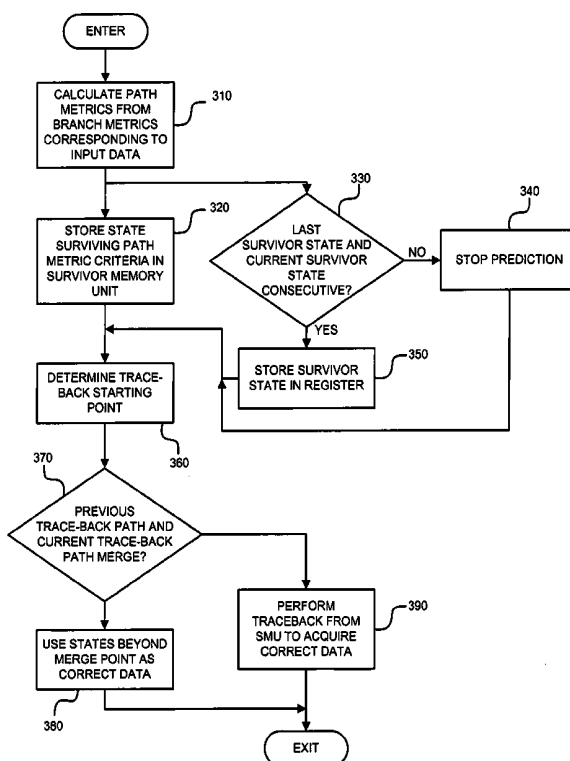 ENTER
CALCULATE PATH
METRICS FROM
BRANCH METRICS
CORRESPONDING TO
INPUT DATA
310
320
STORE STATE
SURVIVING PATH
METRIC CRITERIA IN
SURVIVOR MEMORY
UNIT
330
LAST
SURVIVOR STATE AND
CURRENT SURVIVOR
STATE
CONSECUTIVE?
NO
340
STOP PREDICTION
YES
STORE SURVIVOR
STATE IN REGISTER
350
DETERMINE TRACE-
BACK STARTING
POINT
360
370
PREVIOUS
TRACE-BACK PATH AND
CURRENT TRACE-BACK
PATH MERGE?
PERFORM
TRACEBACK FROM
SMU TO ACQUIRE
CORRECT DATA
390
USE STATES BEYOND
MERGE POINT AS
CORRECT DATA
380
EXIT